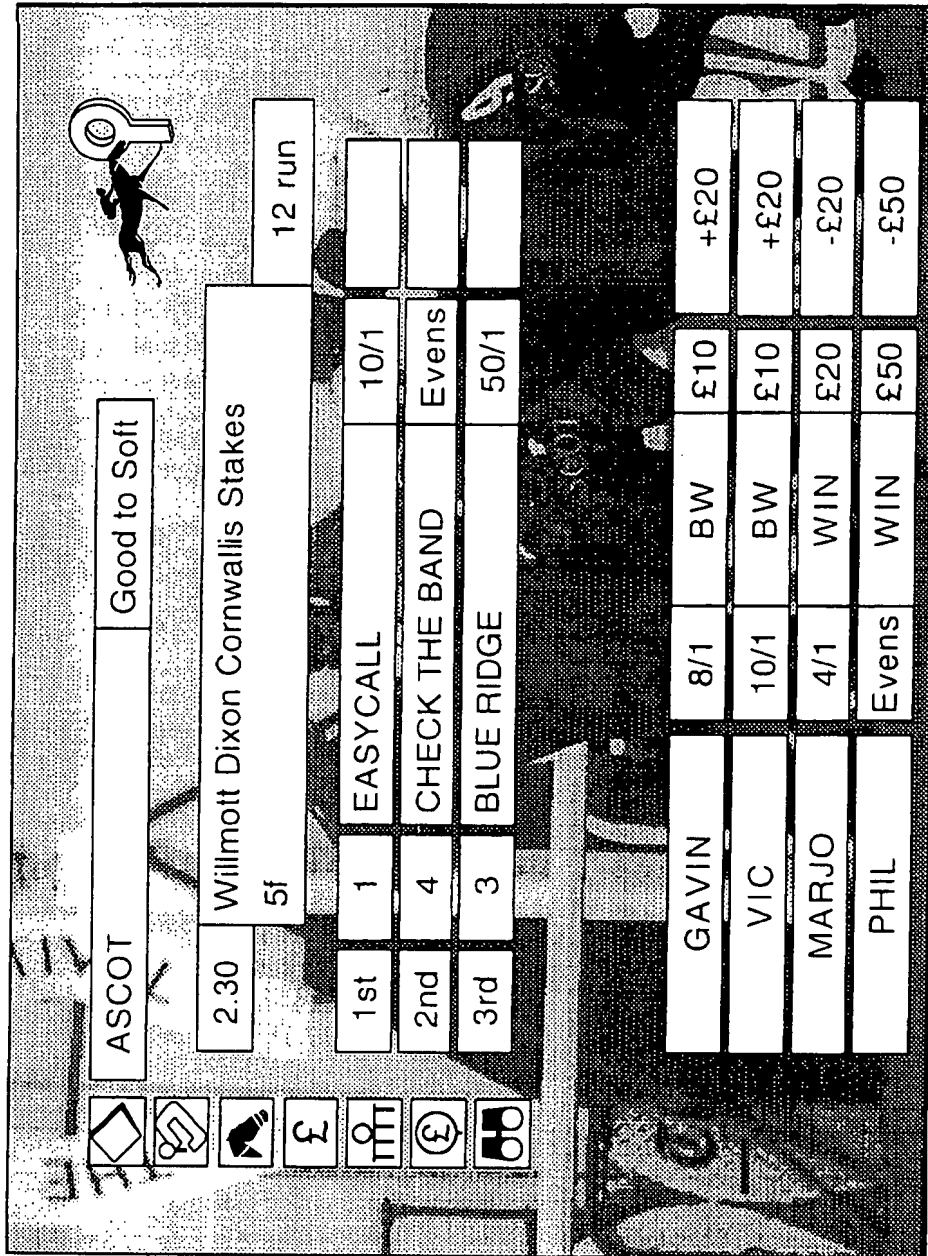 ASCOT Good to Soft
2.30 Willmott Dixon Cornwallis Stakes
5f 12 run
1st 1 EASYCALL 10/1
2nd 4 CHECK THE BAND Evens
3rd 3 BLUE RIDGE 50/1
£
£
GAVIN 8/1 BW £10 +£20
VIC 10/1 BW £10 +£20
MARJO 4/1 WIN £20 -£20
PHIL Evens WIN £50 -£50